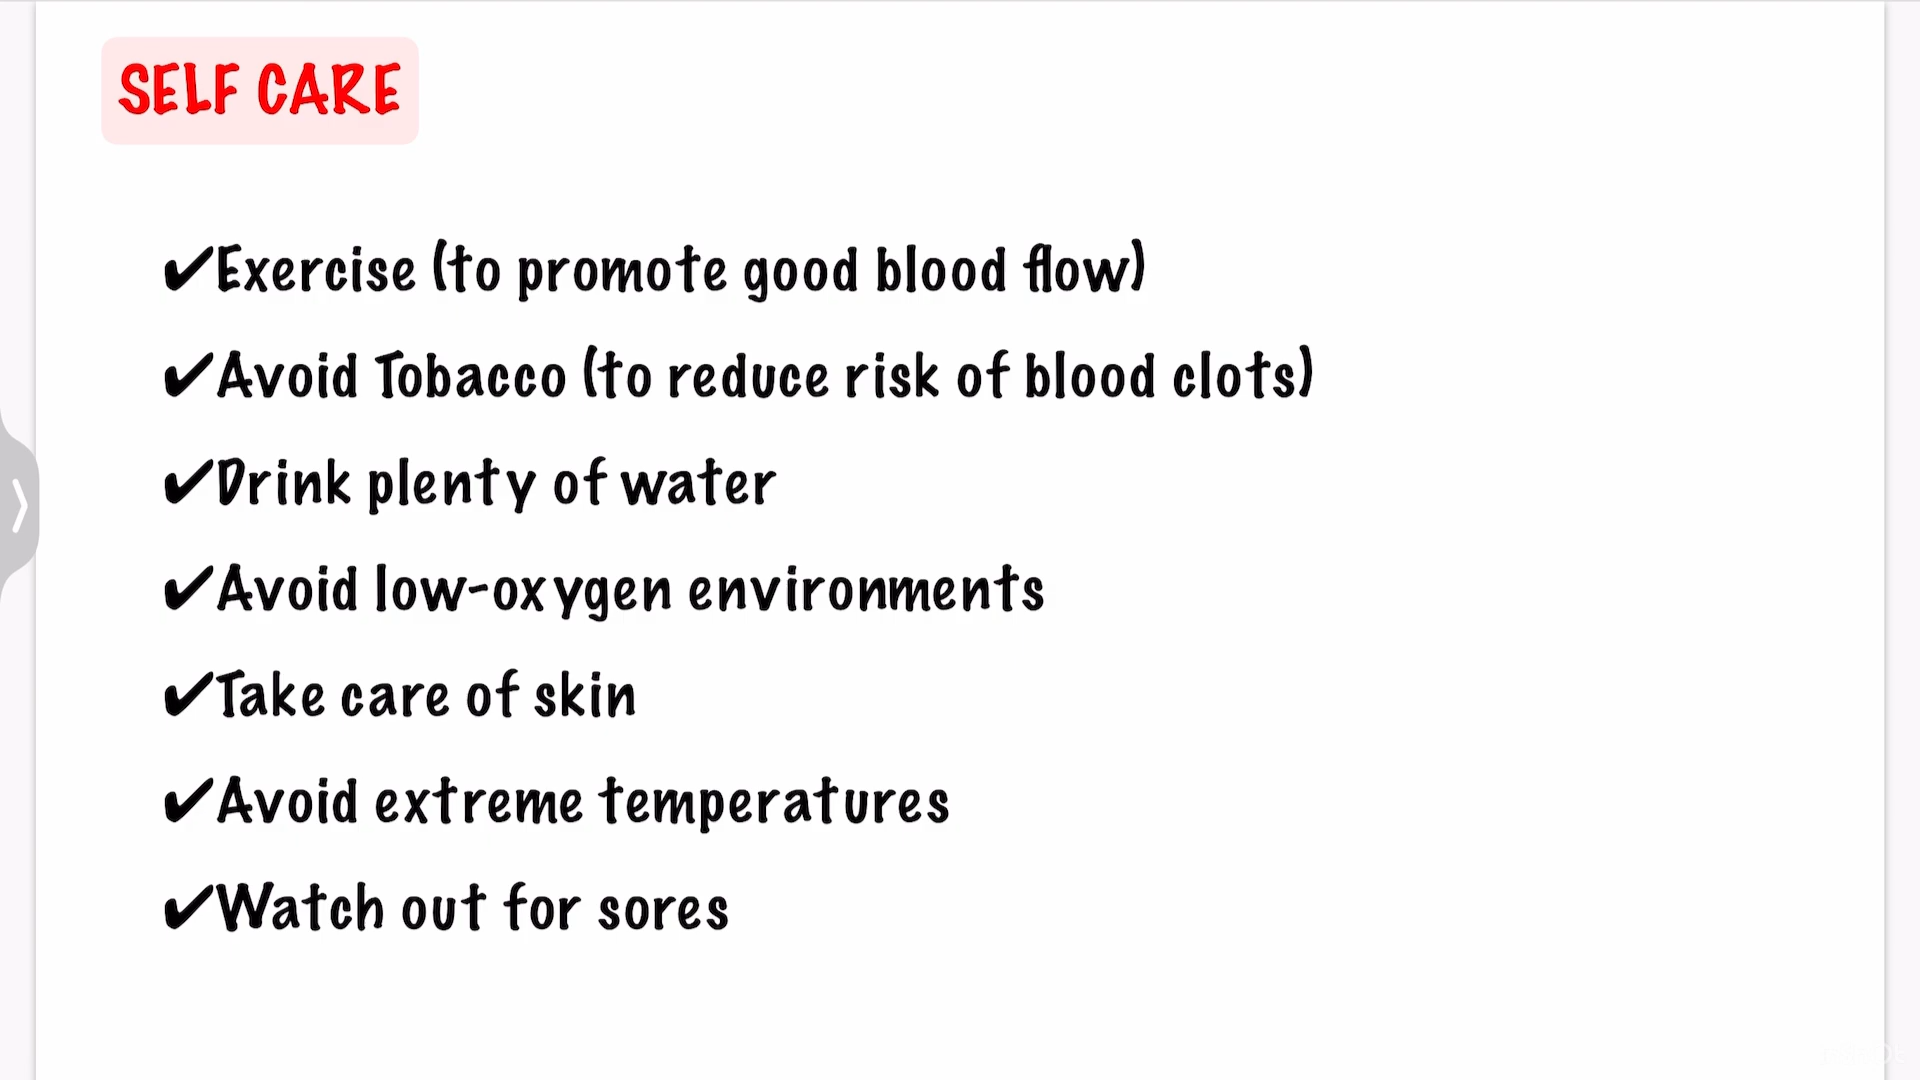 SELF CARE
✔Exercise (to promote good blood flow)
✔Avoid Tobacco (to reduce risk of blood clots)
✔Drink plenty of water
✔Avoid low-oxygen environments
✔Take care of skin
✔Avoid extreme temperatures
✔Watch out for sores